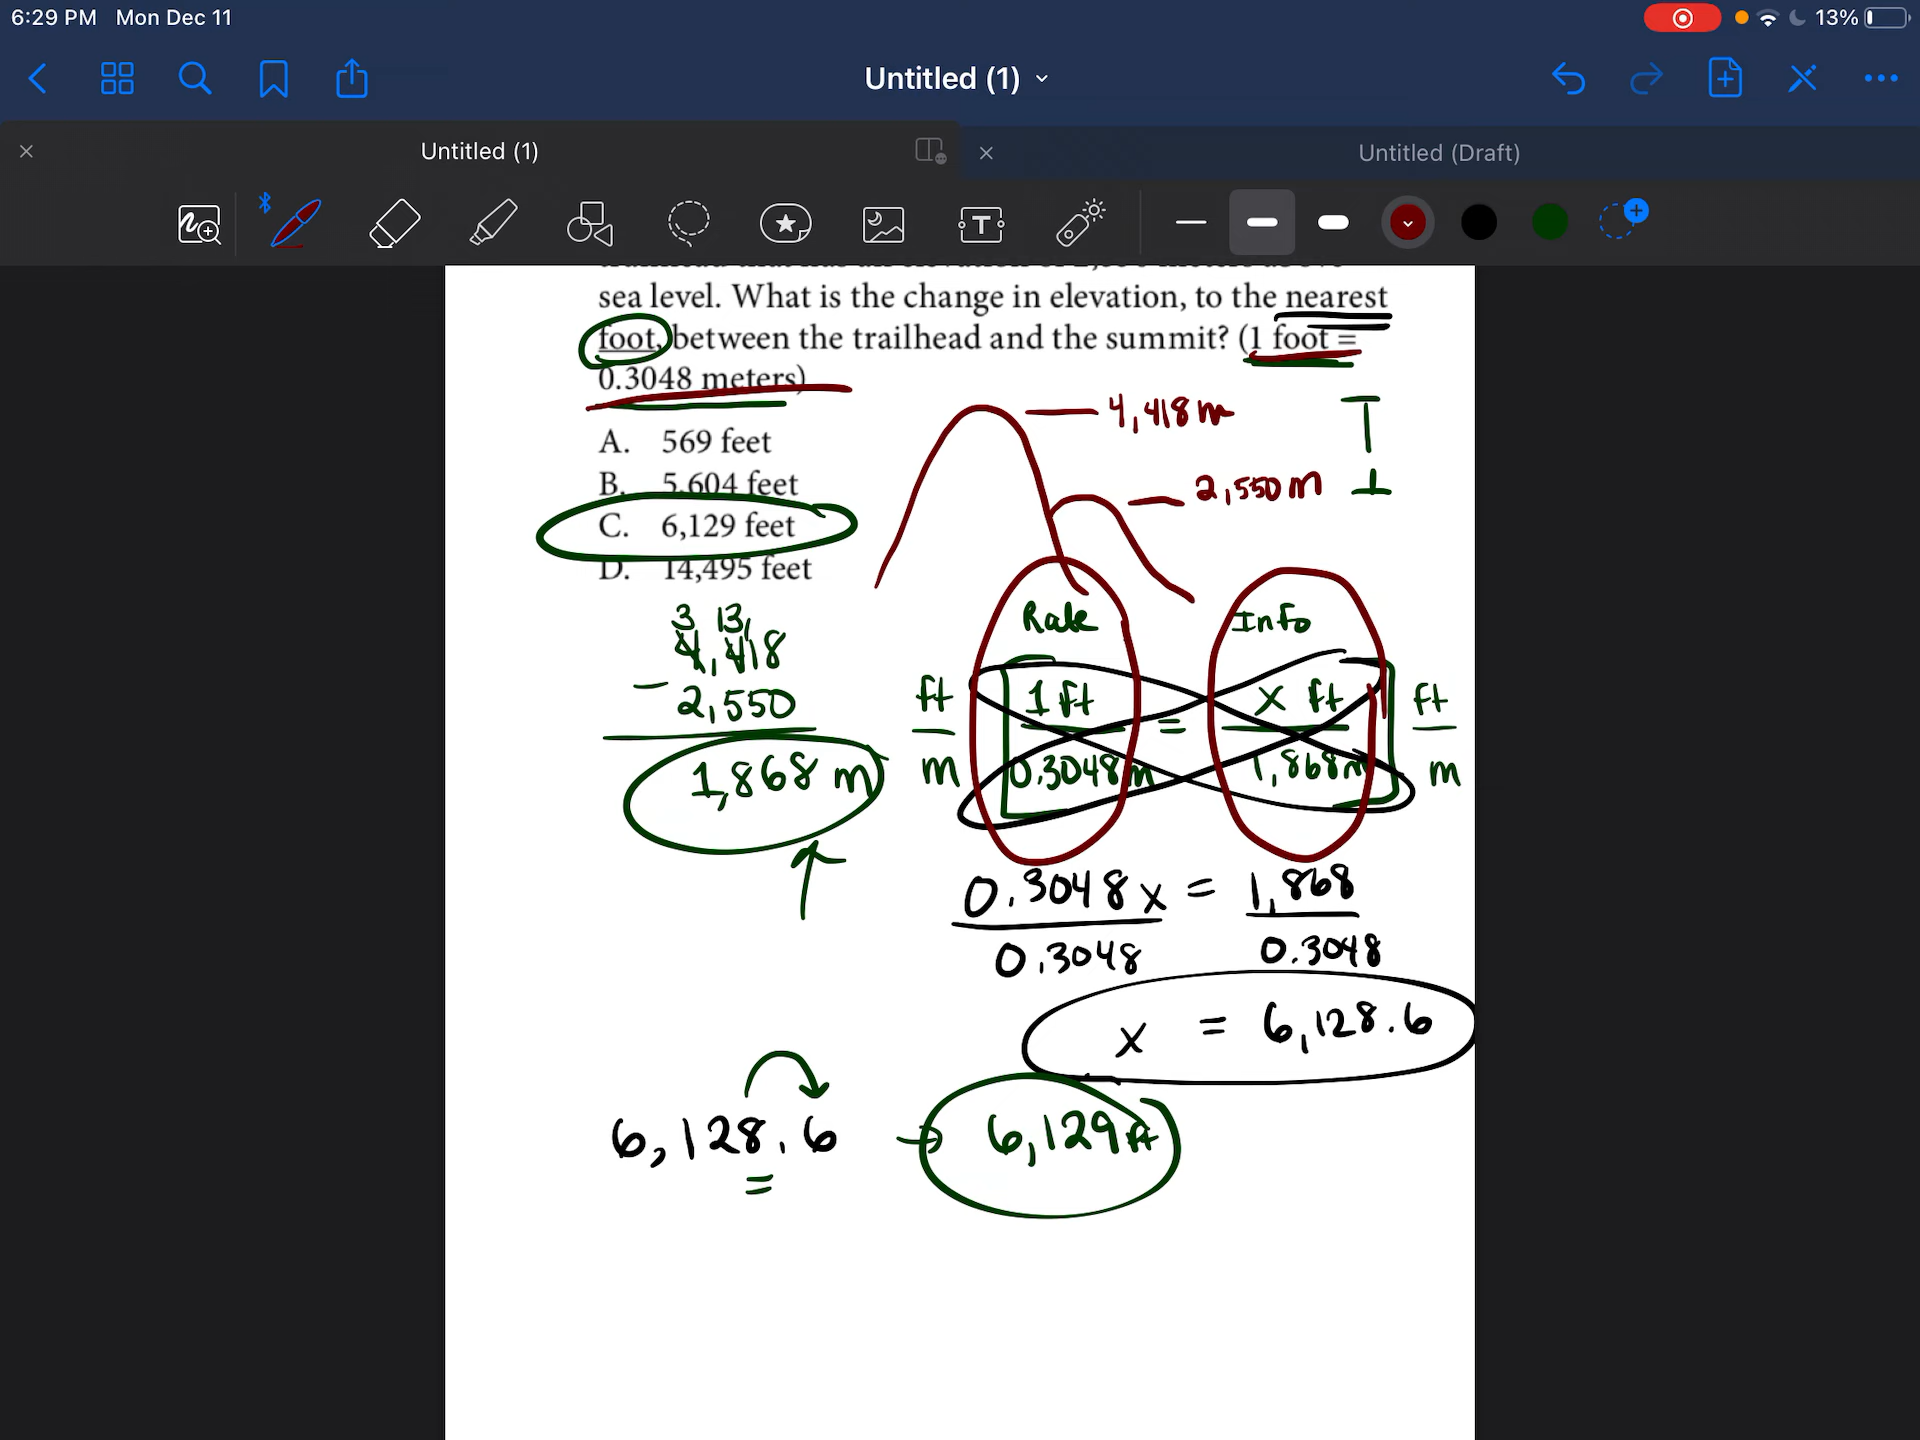 6:29 PM Mon Dec 11
13%
Untitled (1)
Untitled (1)
Untitled (Draft)
T
sea level. What is the change in elevation, to the nearest
foot, between the trailhead and the summit? (1 foot =
0.3048 meters)
4,418 m
A. 569 feet
2,550 m
B. 5,604 feet
C. 6,129 feet
D. 14,495 feet
3 13
4,418
- 2,550
1,868 m
Rate Info
ft 1 ft = x ft ft
m 0.3048 m 1,868 m m
0.3048 x = 1,868
0.3048 0.3048
x = 6,128.6
6,128.6 → 6,129 ft
=